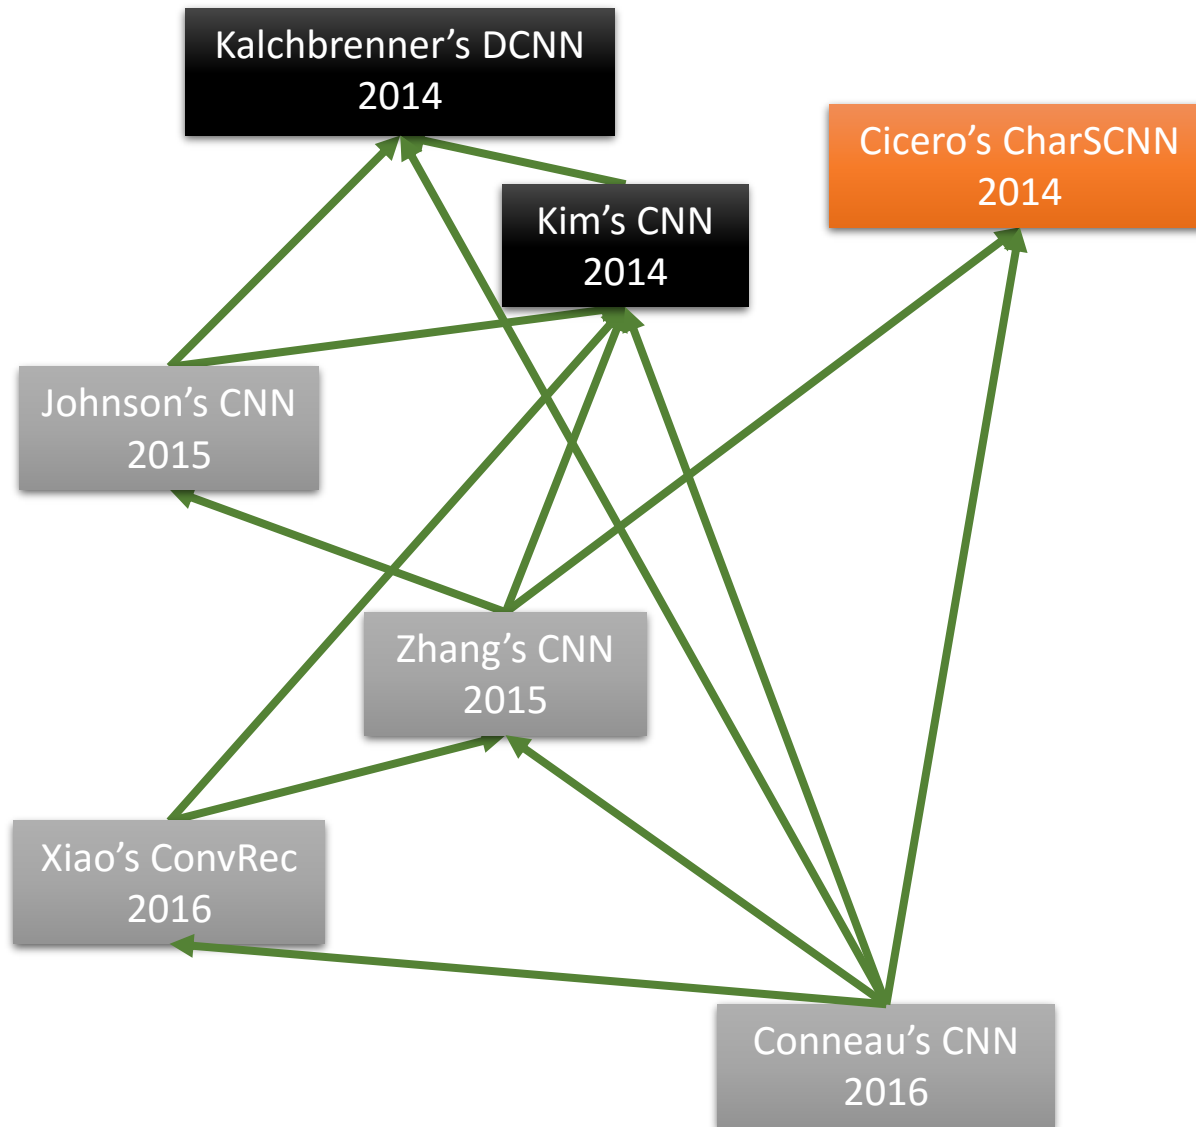 Kalchbrenner’s DCNN
2014
Cicero’s CharSCNN
2014
Kim’s CNN
2014
Johnson’s CNN
2015
Zhang’s CNN
2015
Xiao’s ConvRec
2016
Conneau’s CNN
2016